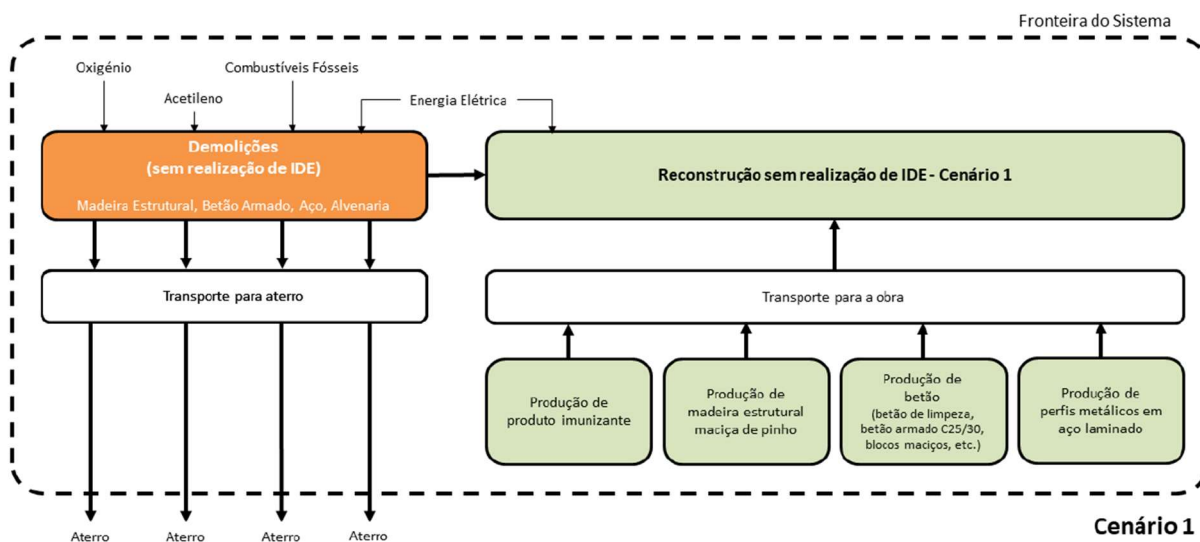 Fronteira do Sistema
Oxigénio
Combustíveis Fósseis
Acetileno
Energia Elétrica
Demolições
(sem realização de IDE)
Madeira Estrutural, Betão Armado, Aço, Alvenaria
Reconstrução sem realização de IDE - Cenário 1
Transporte para aterro
Transporte para a obra
Produção de
produto imunizante
Produção de
madeira estrutural
maciça de pinho
Produção de
betão
(betão de limpeza,
betão armado C25/30,
blocos maciços, etc.)
Produção de
perfis metálicos em
aço laminado
Cenário 1
Aterro
Aterro
Aterro
Aterro